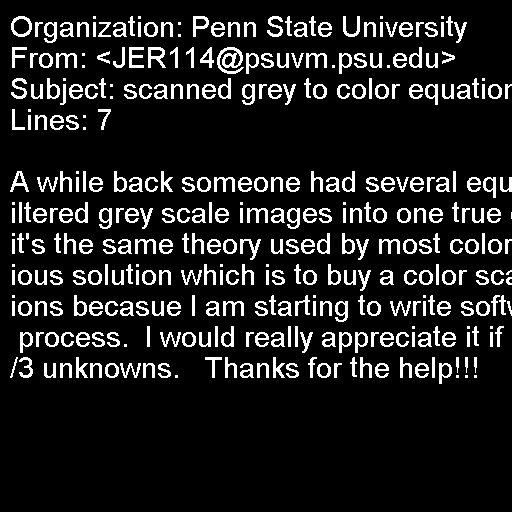 Organization: Penn State University
From: <JER114@psuvm.psu.edu>
Subject: scanned grey to color equation
Lines: 7

A while back someone had several equ
iltered grey scale images into one true
it's the same theory used by most color
ious solution which is to buy a color sca
ions becasue I am starting to write soft
process.  I would really appreciate it if
/3 unknowns.   Thanks for the help!!!